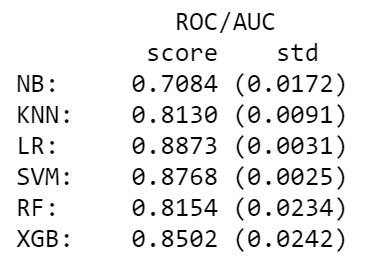 ROC/AUC
score std
NB: 0.7084 (0.0172)
KNN: 0.8130 (0.0091)
LR: 0.8873 (0.0031)
SVM: 0.8768 (0.0025)
RF: 0.8154 (0.0234)
XGB: 0.8502 (0.0242)